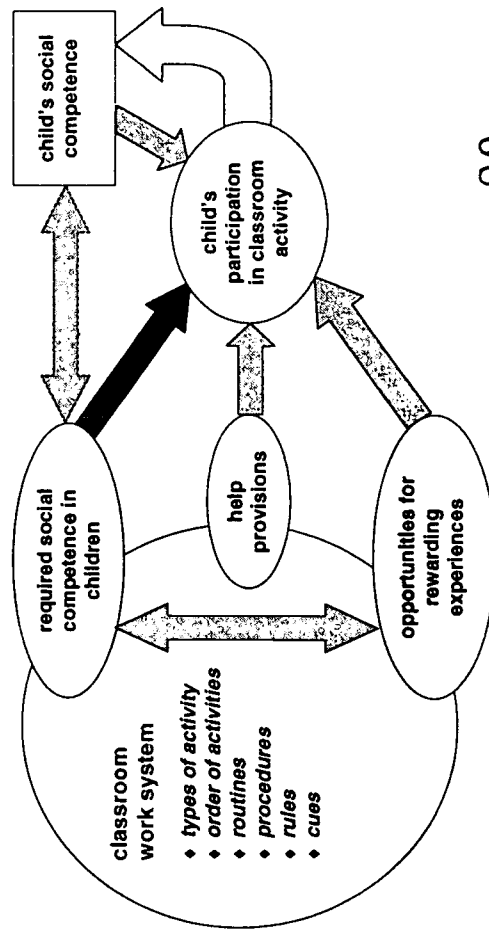 classroom
work system
♦ types of activity
♦ order of activities
♦ routines
♦ procedures
♦ rules
♦ cues
required social
competence in
children
help
provisions
opportunities for
rewarding
experiences
child's
participation
in classroom
activity
child's social
competence